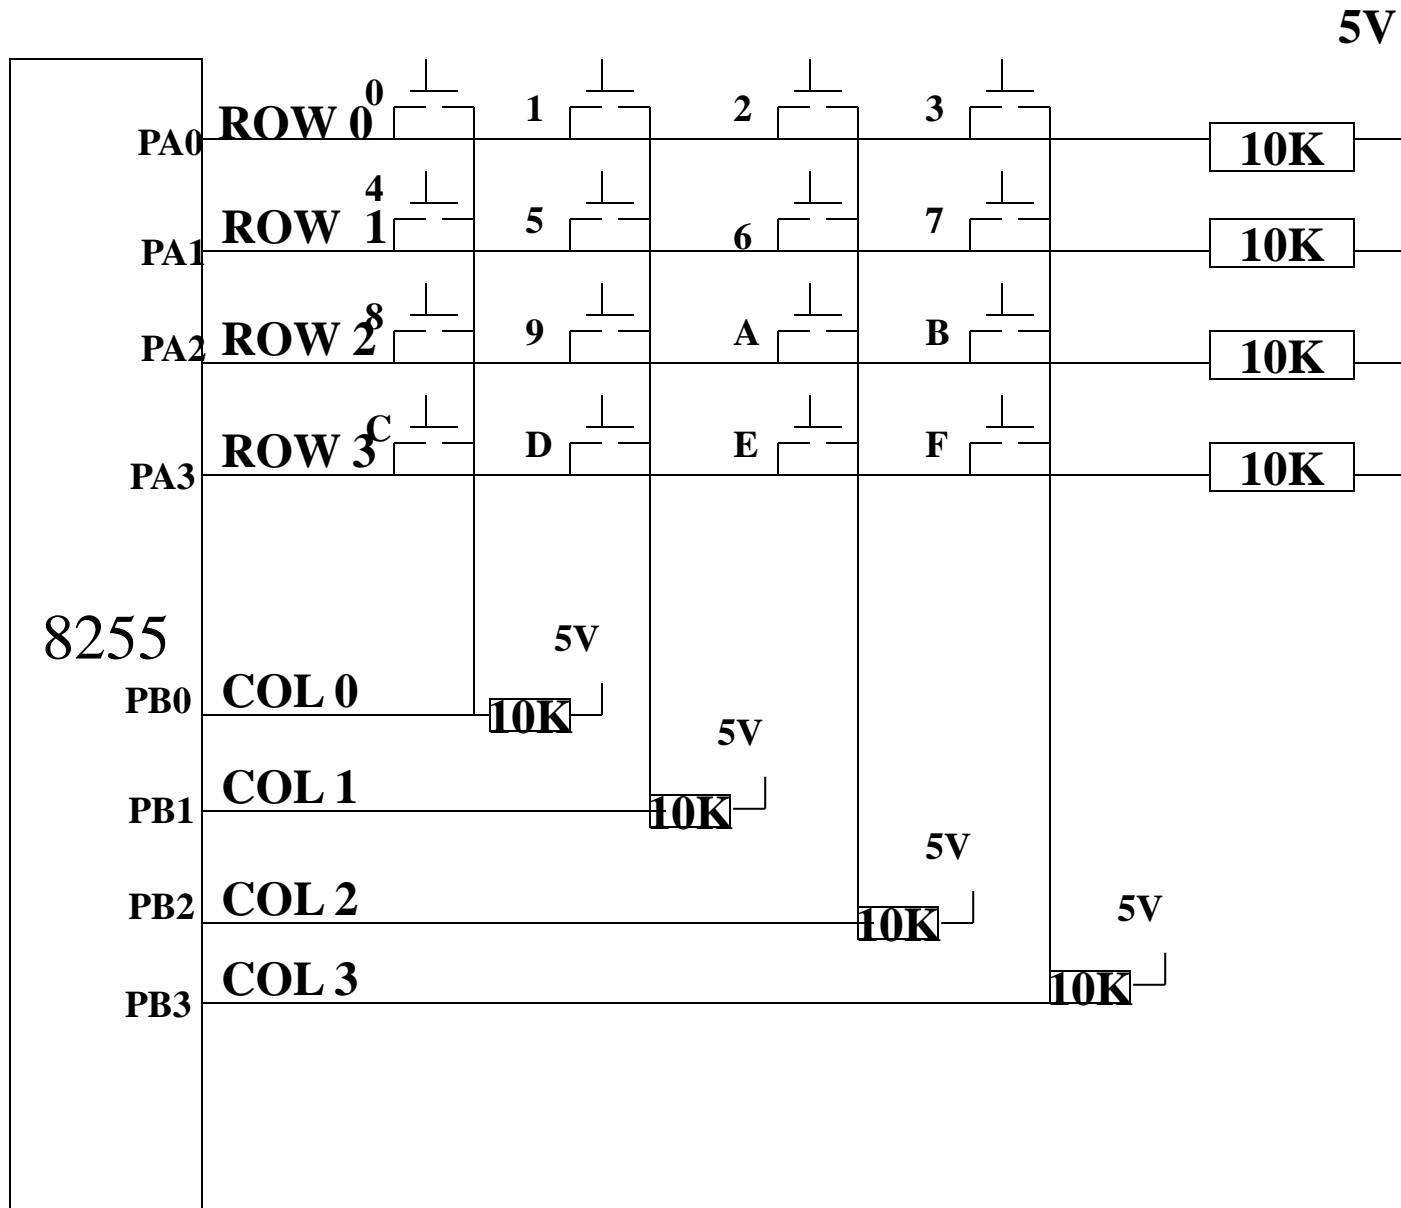 5V
0 1 2 3
PA0 ROW 0 10K
4 5 6 7
PA1 ROW 1 10K
8 9 A B
PA2 ROW 2 10K
C D E F
PA3 ROW 3 10K
8255
5V
PB0 COL 0 10K
5V
PB1 COL 1 10K
5V
PB2 COL 2 10K
5V
PB3 COL 3 10K